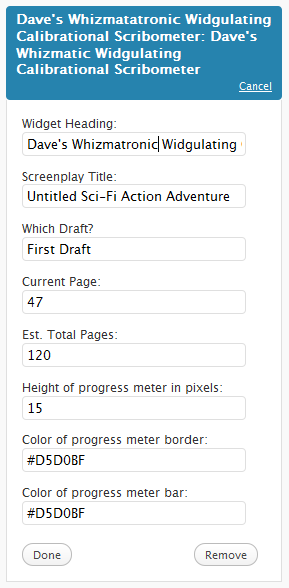 Dave's Whizmatatronic Widgulating
Calibrational Scribometer: Dave's
Whizmatic Widgulating
Calibrational Scribometer
Cancel
Widget Heading:
Dave's Whizmatronic Widgulating
Screenplay Title:
Untitled Sci-Fi Action Adventure
Which Draft?
First Draft
Current Page:
47
Est. Total Pages:
120
Height of progress meter in pixels:
15
Color of progress meter border:
#D5D0BF
Color of progress meter bar:
#D5D0BF
Done Remove